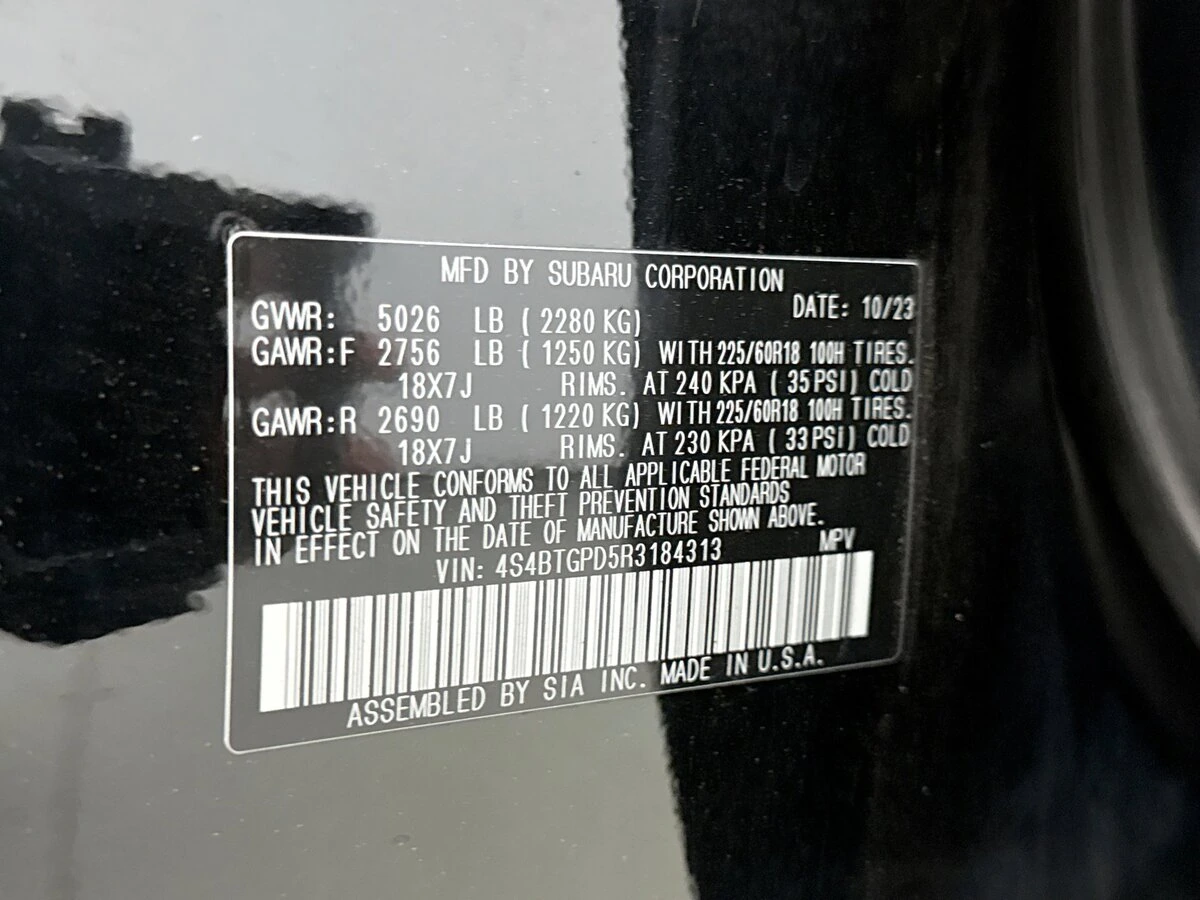 MFD BY SUBARU CORPORATION
DATE: 10/23
GVWR: 5026 LB ( 2280 KG)
GAWR:F 2756 LB ( 1250 KG) WITH 225/60R18 100H TIRES.
18X7J RIMS. AT 240 KPA ( 35 PSI) COLD
GAWR:R 2690 LB ( 1220 KG) WITH 225/60R18 100H TIRES.
18X7J RIMS. AT 230 KPA ( 33 PSI) COLD
THIS VEHICLE CONFORMS TO ALL APPLICABLE FEDERAL MOTOR
VEHICLE SAFETY AND THEFT PREVENTION STANDARDS
IN EFFECT ON THE DATE OF MANUFACTURE SHOWN ABOVE.
VIN: 4S4BTGPD5R3184313 MPV
ASSEMBLED BY SIA INC. MADE IN U.S.A.